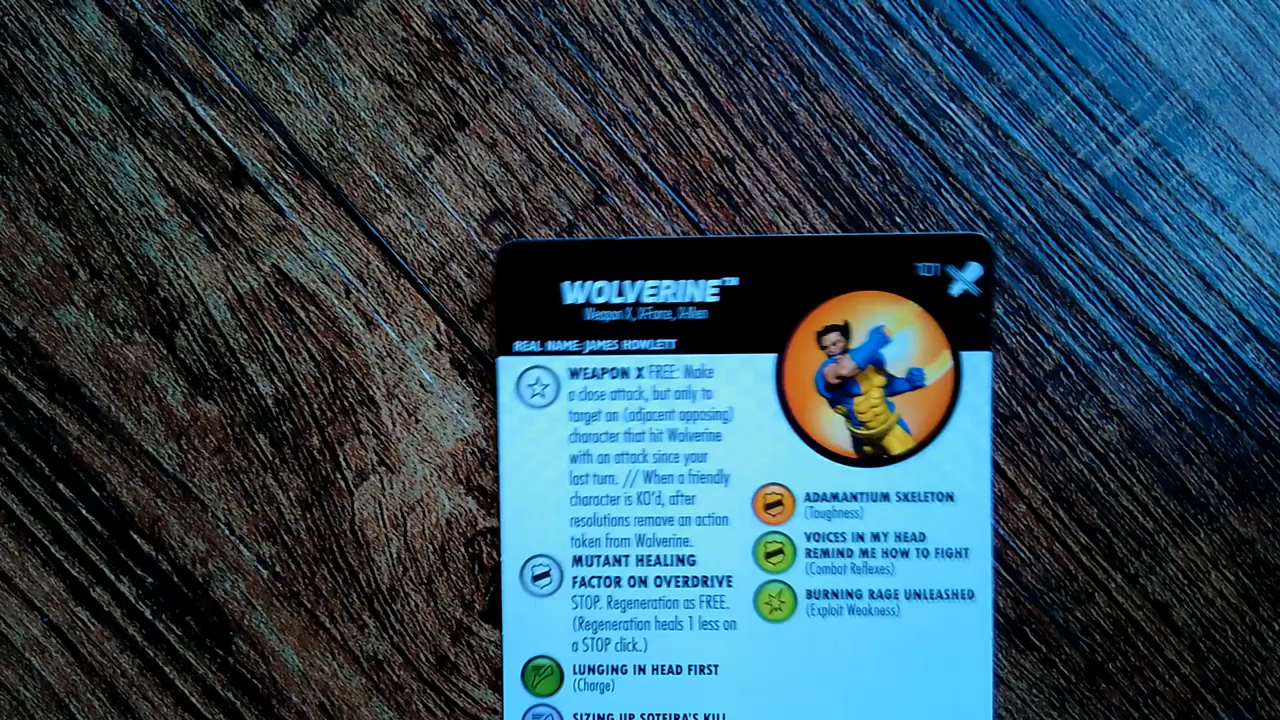 WOLVERINE™
101
Weapon X, X-Force, X-Men
REAL NAME: JAMES HOWLETT
WEAPON X FREE: Make
a close attack, but only to
target an (adjacent opposing)
character that hit Wolverine
with an attack since your
last turn. // When a friendly
character is KO'd, after
resolutions remove an action
token from Wolverine.
MUTANT HEALING
FACTOR ON OVERDRIVE
STOP. Regeneration as FREE.
(Regeneration heals 1 less on
a STOP click.)
LUNGING IN HEAD FIRST
(Charge)
SIZING UP SOTEIRA'S KILL
ADAMANTIUM SKELETON
(Toughness)
VOICES IN MY HEAD
REMIND ME HOW TO FIGHT
(Combat Reflexes)
BURNING RAGE UNLEASHED
(Exploit Weakness)